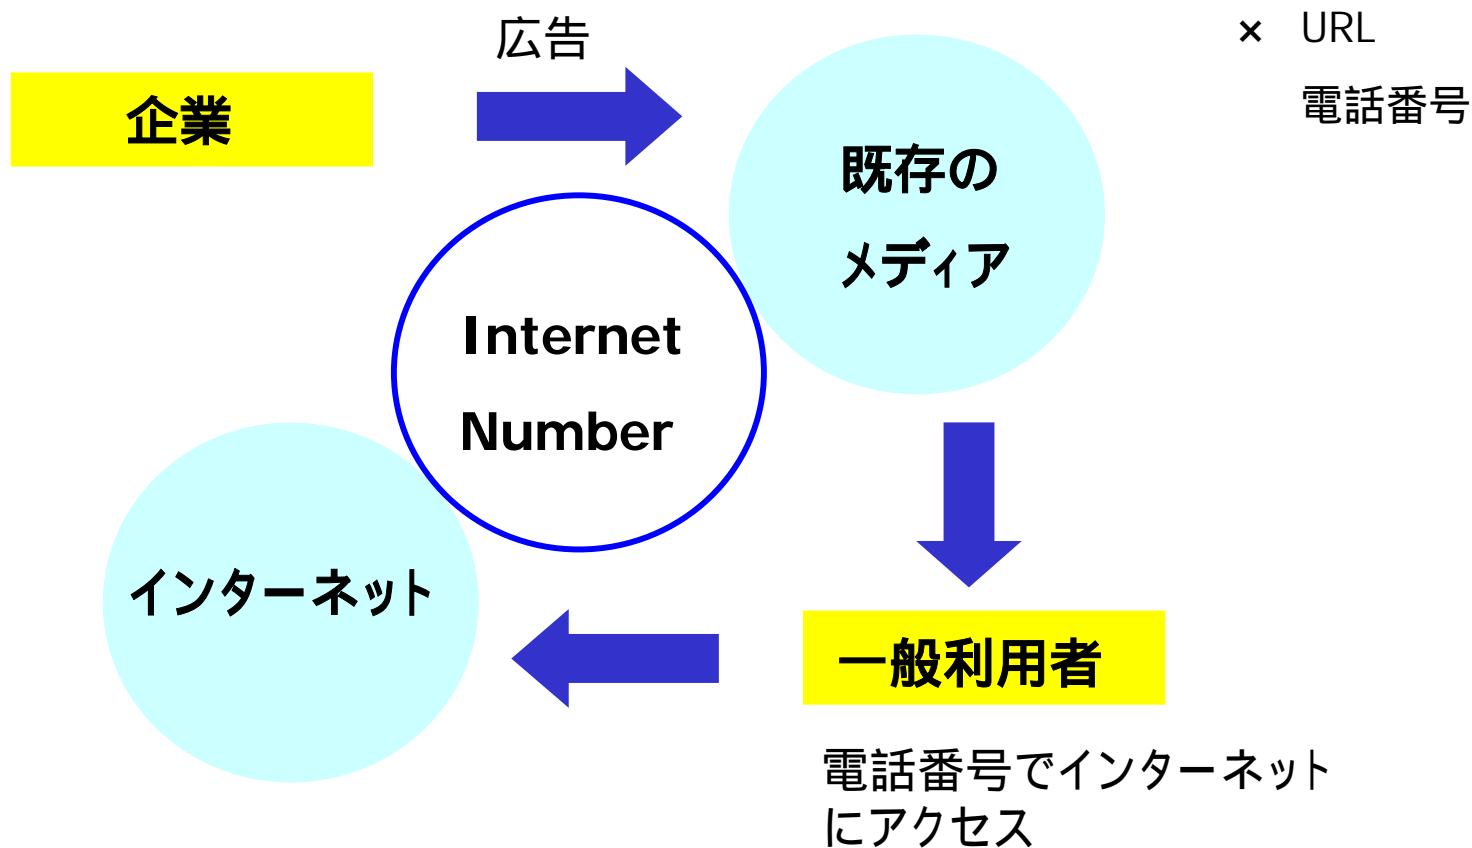 広告
× URL
電話番号
企業
既存の
メディア
Internet
Number
インターネット
一般利用者
電話番号でインターネット
にアクセス